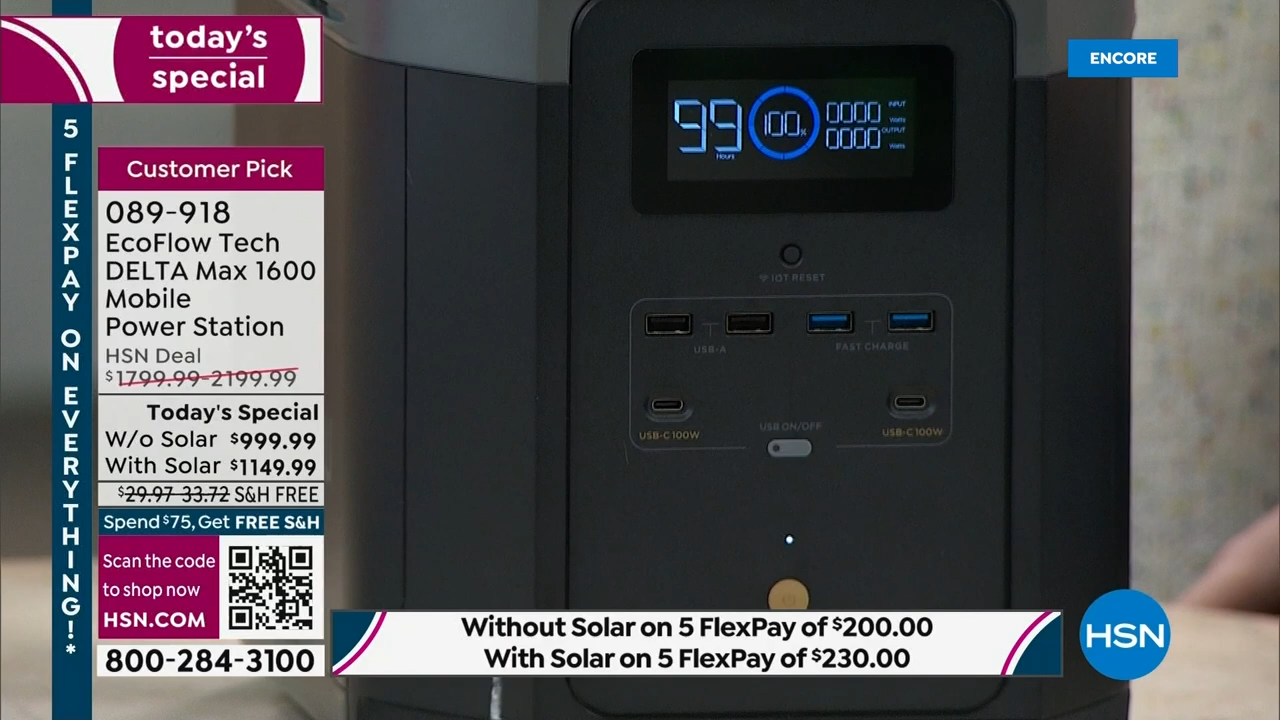 today's
special
ENCORE
5 FLEXPAY ON EVERYTHING!*
Customer Pick
089-918
EcoFlow Tech
DELTA Max 1600
Mobile
Power Station
HSN Deal
$1799.99-2199.99
Today's Special
W/o Solar $999.99
With Solar $1149.99
$29.97-33.72 S&H FREE
Spend $75, Get FREE S&H
Scan the code
to shop now
HSN.COM
800-284-3100
99
Hours
100%
0000
INPUT
Watts
0000
OUTPUT
Watts
IOT RESET
USB-A
FAST CHARGE
USB-C 100W
USB ON/OFF
USB-C 100W
Without Solar on 5 FlexPay of $200.00
With Solar on 5 FlexPay of $230.00
HSN